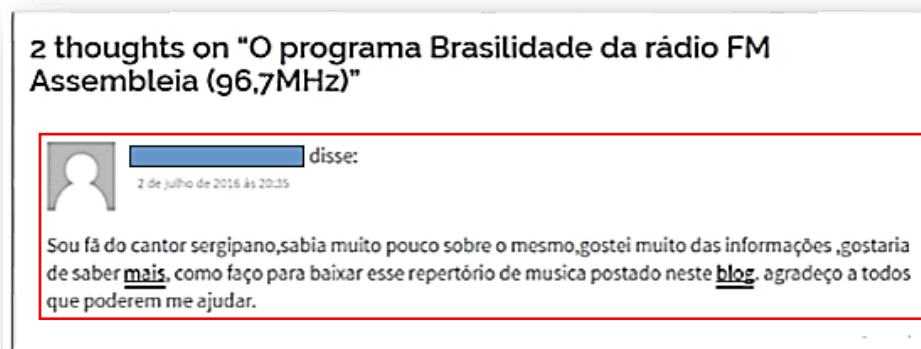 2 thoughts on “O programa Brasilidade da rádio FM
Assembleia (96,7MHz)”
disse:
2 de julho de 2016 às 20:35
Sou fã do cantor sergipano,sabia muito pouco sobre o mesmo,gostei muito das informações ,gostaria
de saber mais, como faço para baixar esse repertório de musica postado neste blog. agradeço a todos
que poderem me ajudar.